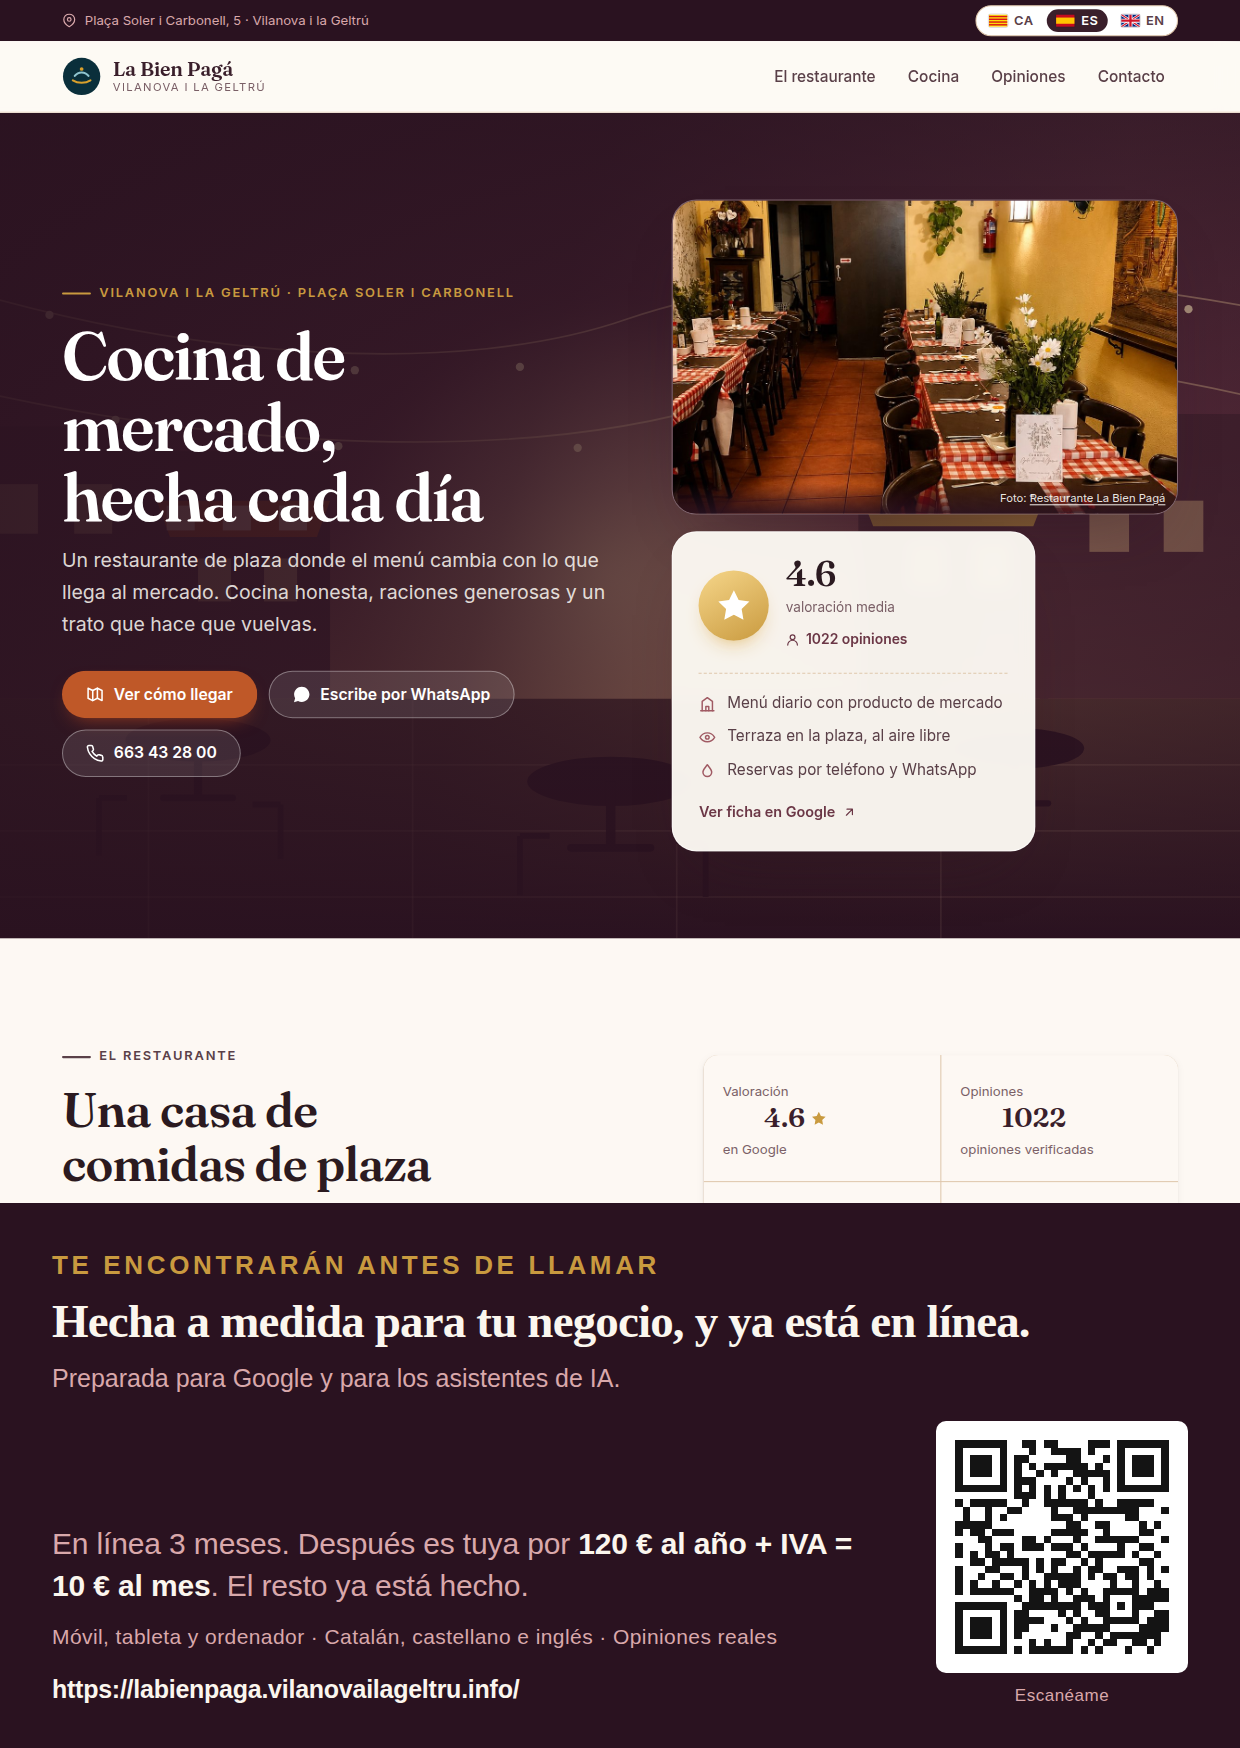 Plaça Soler i Carbonell, 5 · Vilanova i la Geltrú
CA
ES
EN
La Bien Pagá
VILANOVA I LA GELTRÚ
El restaurante
Cocina
Opiniones
Contacto
VILANOVA I LA GELTRÚ · PLAÇA SOLER I CARBONELL
Cocina de
mercado,
hecha cada día
Un restaurante de plaza donde el menú cambia con lo que
llega al mercado. Cocina honesta, raciones generosas y un
trato que hace que vuelvas.
Ver cómo llegar
Escribe por WhatsApp
663 43 28 00
Foto: Restaurante La Bien Pagá
4.6
valoración media
1022 opiniones
Menú diario con producto de mercado
Terraza en la plaza, al aire libre
Reservas por teléfono y WhatsApp
Ver ficha en Google
EL RESTAURANTE
Una casa de
comidas de plaza
Valoración
4.6
en Google
Opiniones
1022
opiniones verificadas
TE ENCONTRARÁN ANTES DE LLAMAR
Hecha a medida para tu negocio, y ya está en línea.
Preparada para Google y para los asistentes de IA.
En línea 3 meses. Después es tuya por 120 € al año + IVA =
10 € al mes. El resto ya está hecho.
Móvil, tableta y ordenador · Catalán, castellano e inglés · Opiniones reales
https://labienpaga.vilanovailageltru.info/
Escanéame